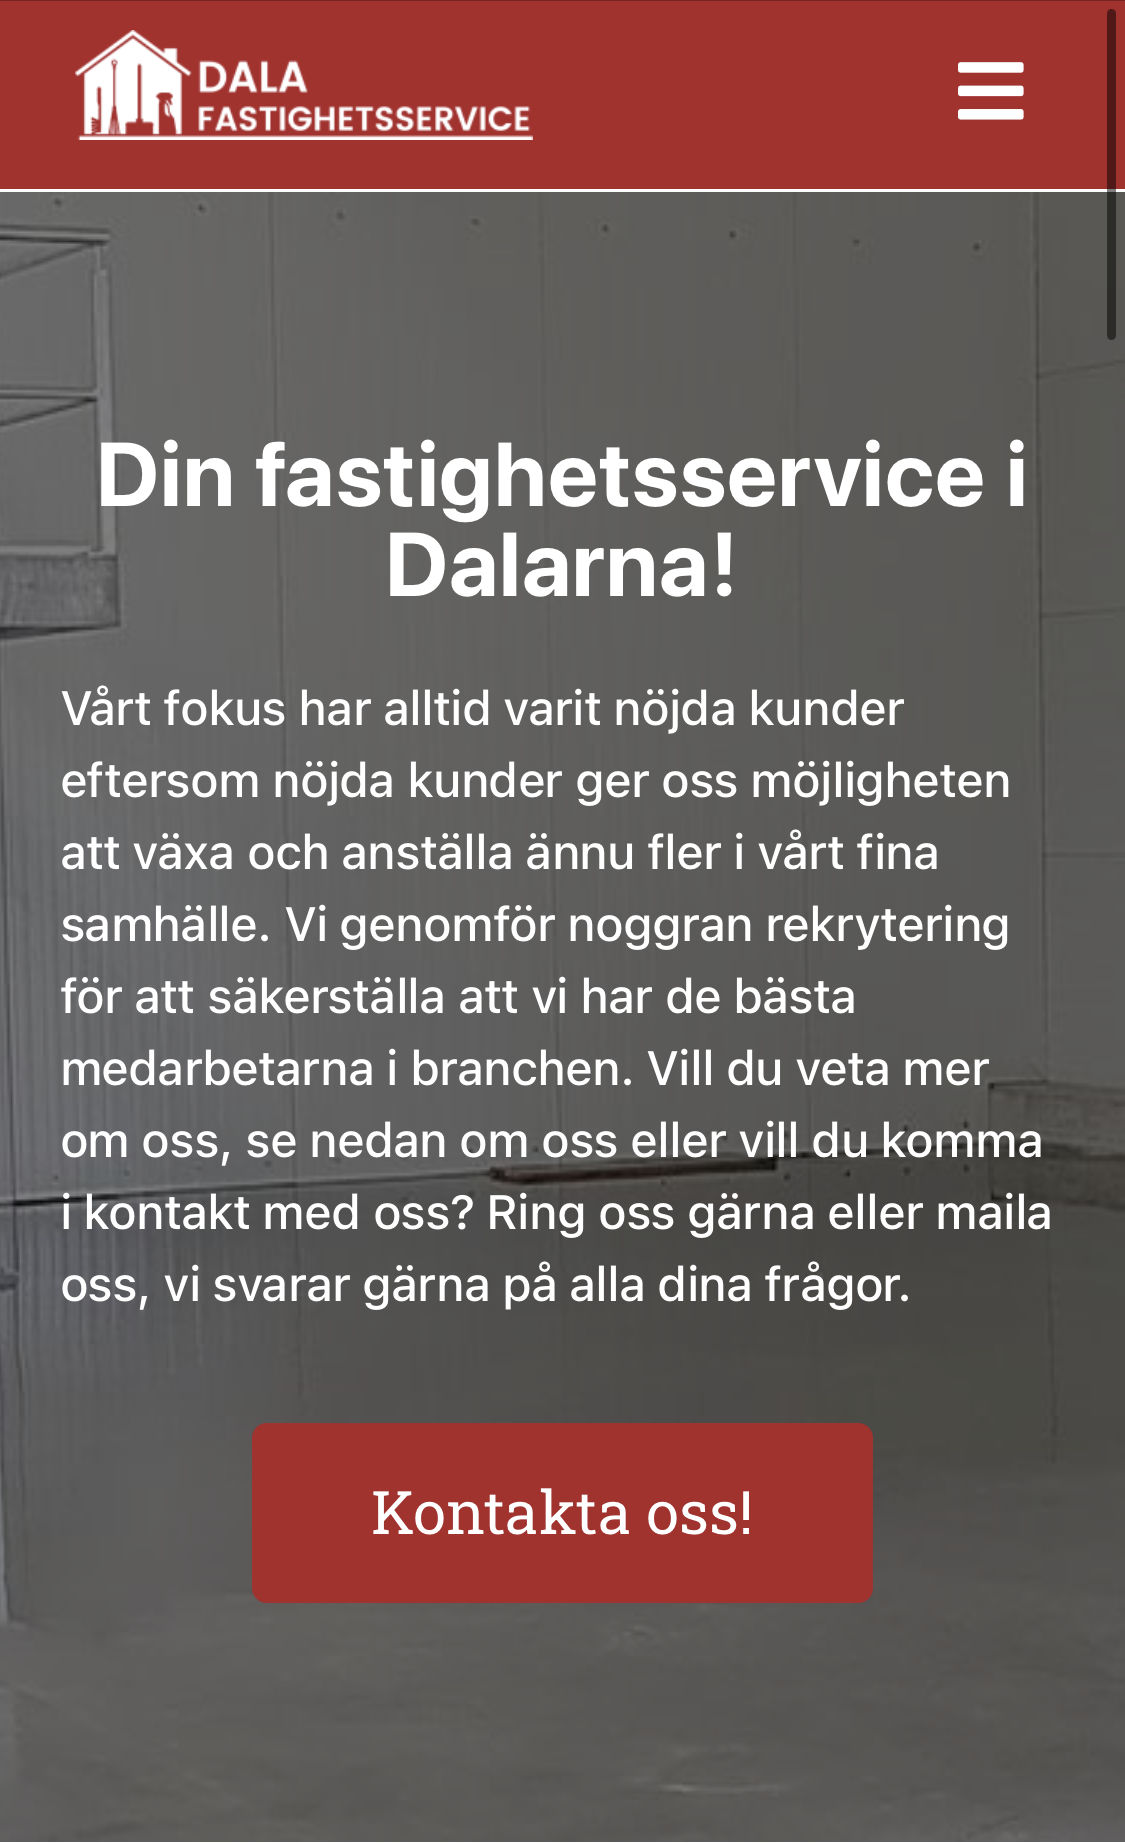 DALA
FASTIGHETSSERVICE
Din fastighetsservice i
Dalarna!
Vårt fokus har alltid varit nöjda kunder
eftersom nöjda kunder ger oss möjligheten
att växa och anställa ännu fler i vårt fina
samhälle. Vi genomför noggran rekrytering
för att säkerställa att vi har de bästa
medarbetarna i branchen. Vill du veta mer
om oss, se nedan om oss eller vill du komma
i kontakt med oss? Ring oss gärna eller maila
oss, vi svarar gärna på alla dina frågor.
Kontakta oss!